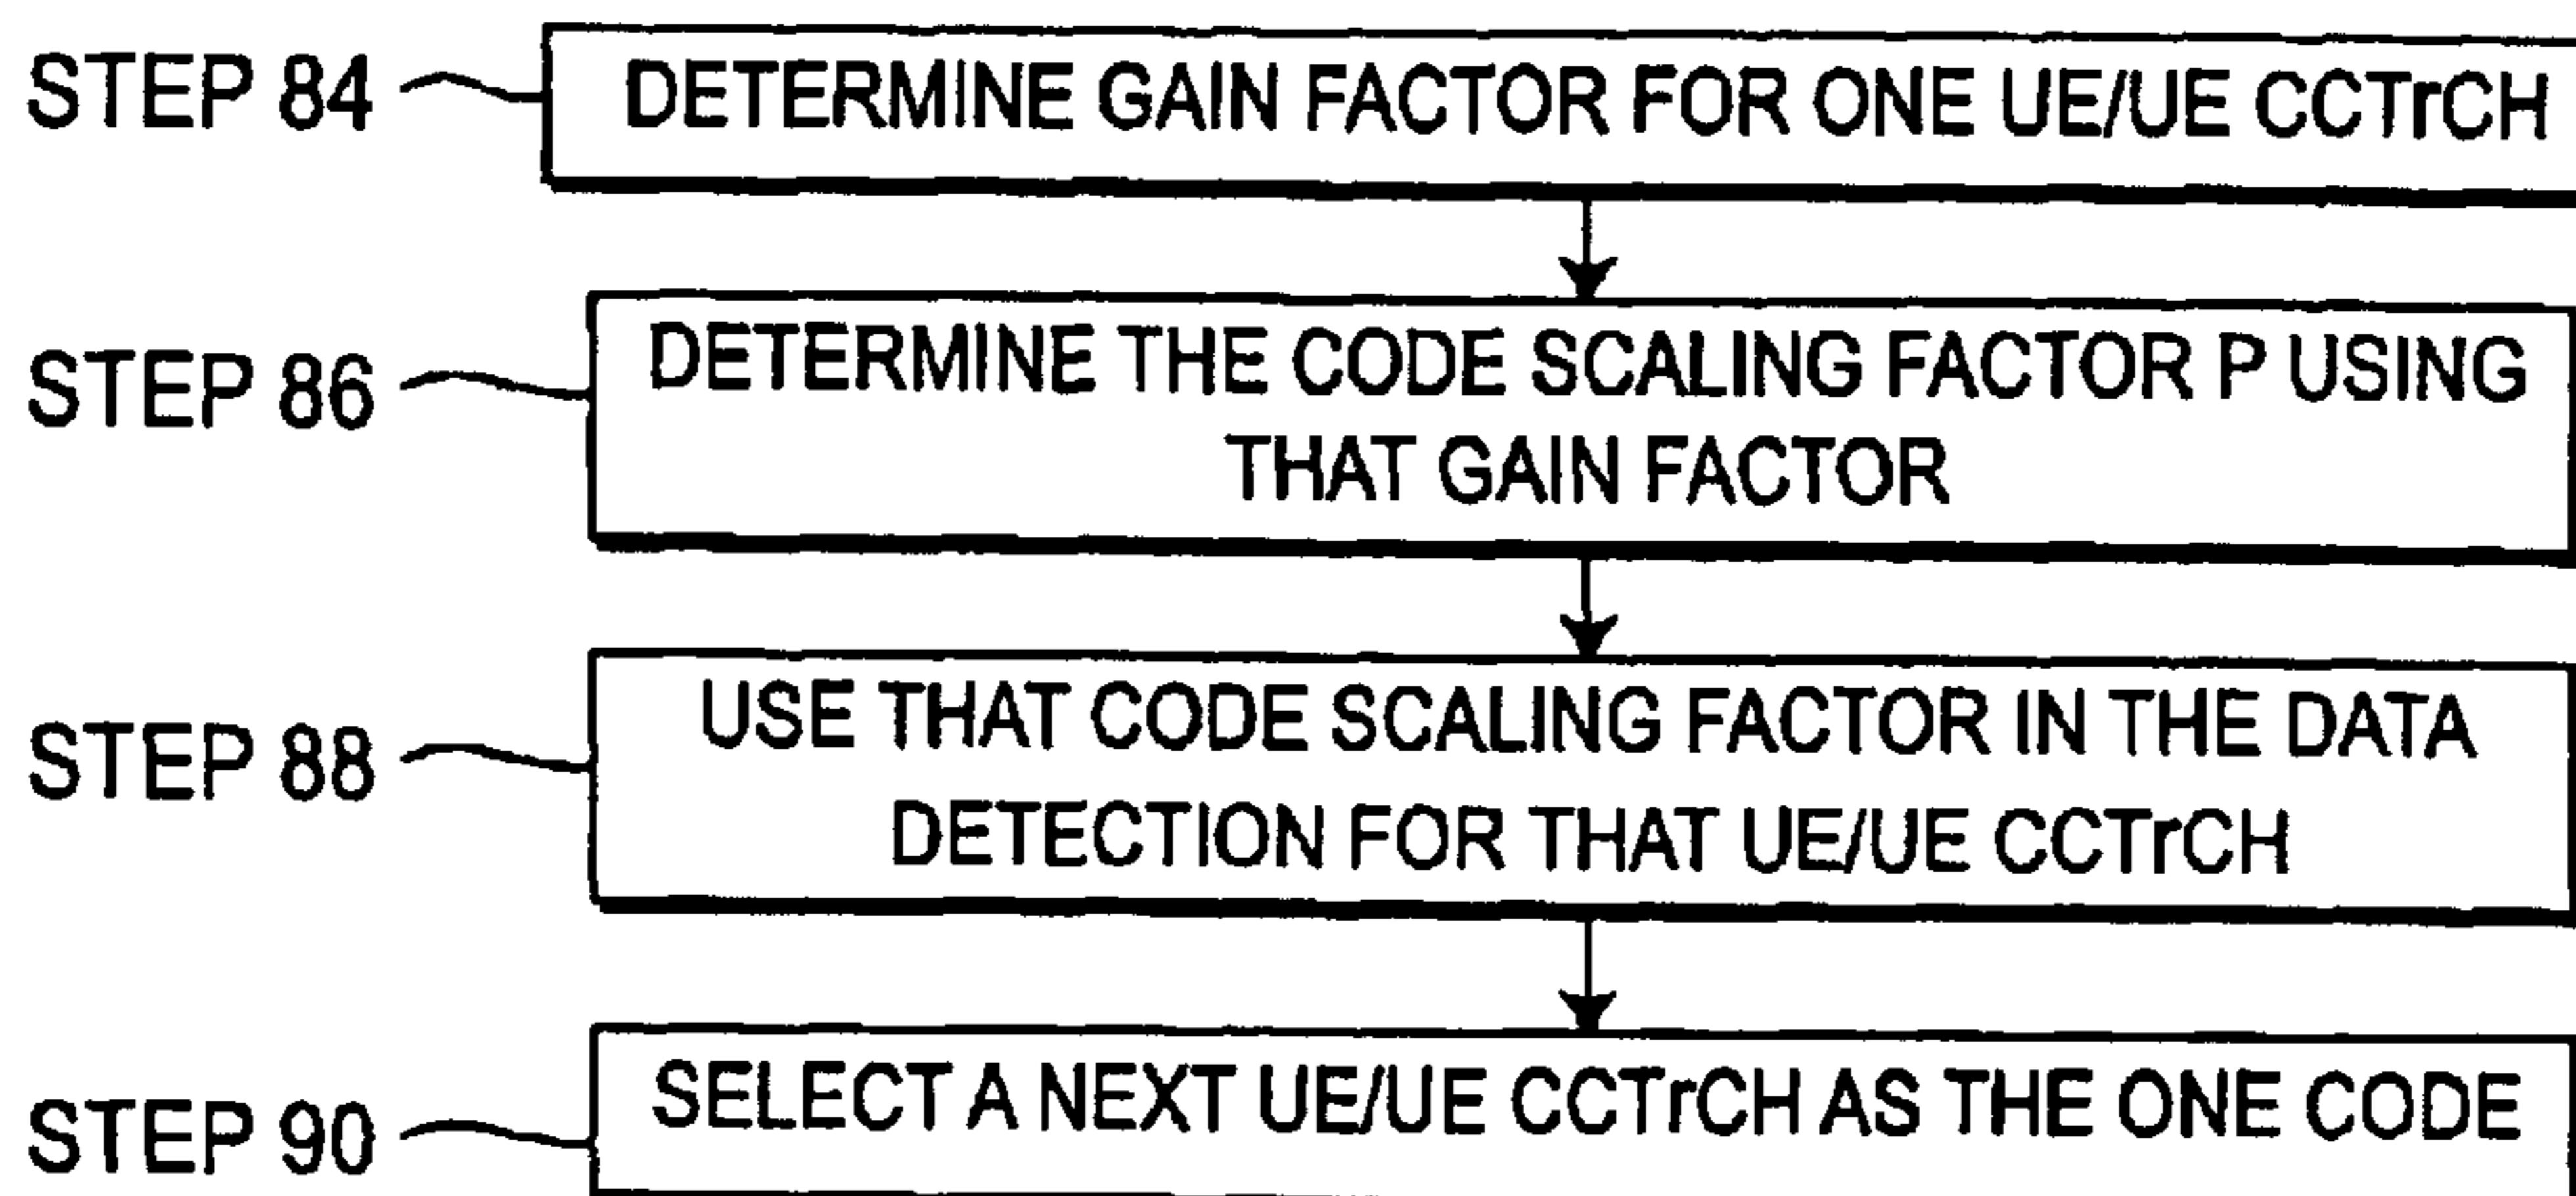 STEP 84
DETERMINE GAIN FACTOR FOR ONE UE/UE CCTrCH
STEP 86
DETERMINE THE CODE SCALING FACTOR P USING
THAT GAIN FACTOR
STEP 88
USE THAT CODE SCALING FACTOR IN THE DATA
DETECTION FOR THAT UE/UE CCTrCH
STEP 90
SELECT A NEXT UE/UE CCTrCH AS THE ONE CODE